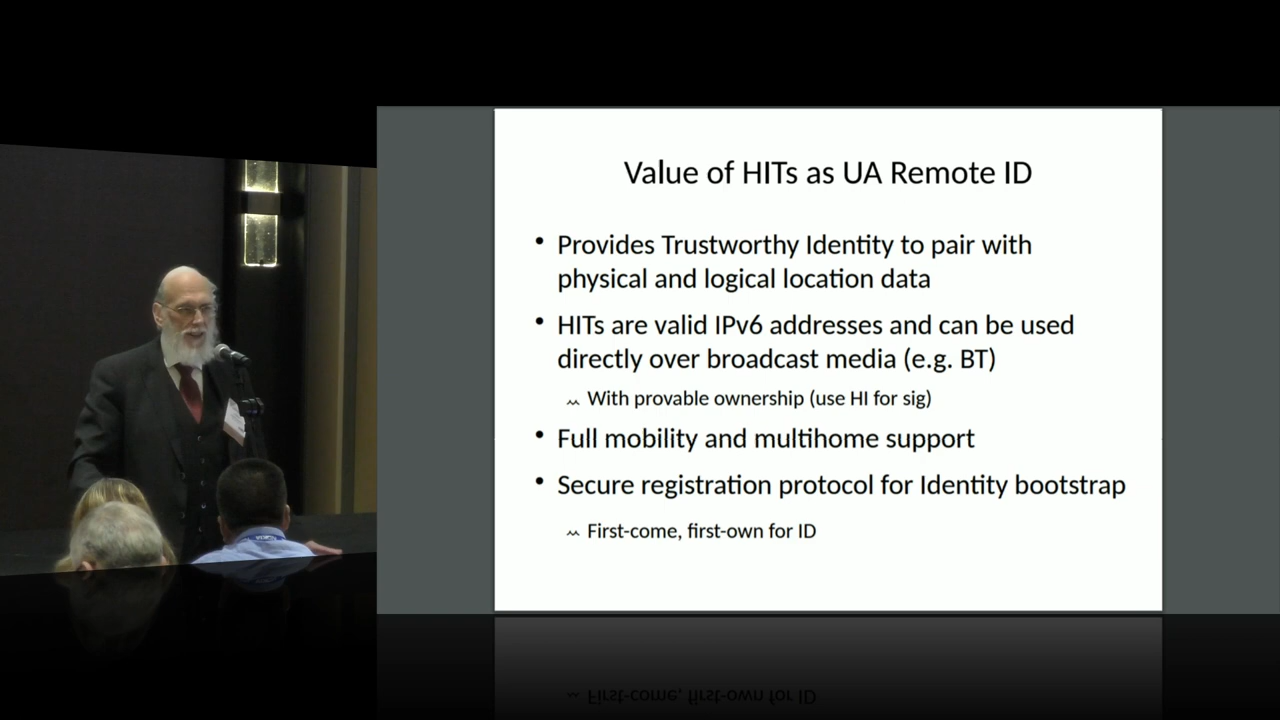 Value of HITs as UA Remote ID
• Provides Trustworthy Identity to pair with
physical and logical location data
• HITs are valid IPv6 addresses and can be used
directly over broadcast media (e.g. BT)
With provable ownership (use HI for sig)
• Full mobility and multihome support
• Secure registration protocol for Identity bootstrap
First-come, first-own for ID